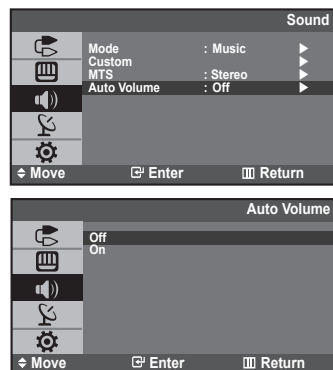 Sound
Mode : Music
Custom
MTS : Stereo
Auto Volume : Off
Move Enter Return
Auto Volume
Off
On
Move Enter Return